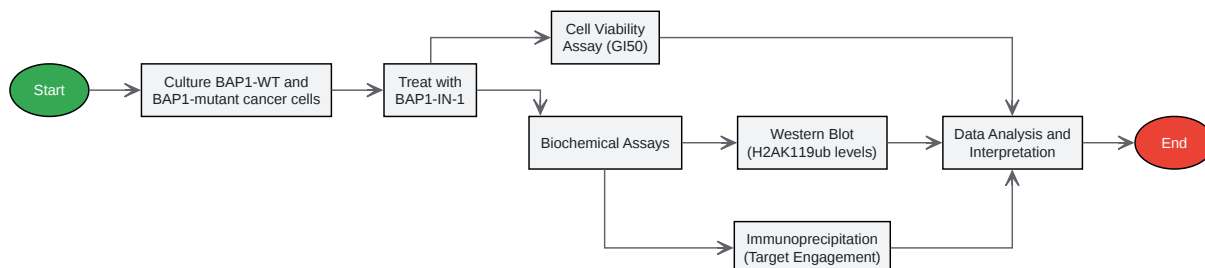 Start
Culture BAP1-WT and
BAP1-mutant cancer cells
Treat with
BAP1-IN-1
Cell Viability
Assay (GI50)
Biochemical Assays
Western Blot
(H2AK119ub levels)
Immunoprecipitation
(Target Engagement)
Data Analysis and
Interpretation
End